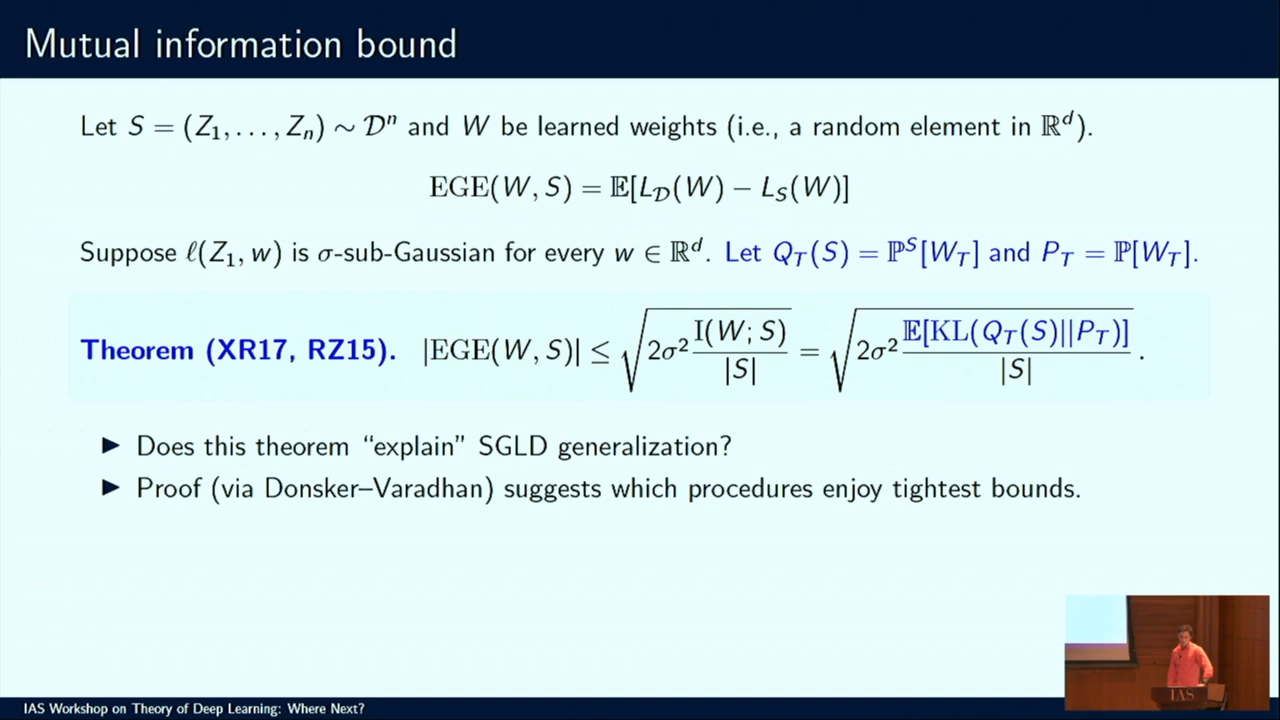 Mutual information bound
Let S = (Z₁, . . . , Zₙ) ∼ 𝒟ⁿ and W be learned weights (i.e., a random element in ℝᵈ).
EGE(W, S) = 𝔼[L_𝒟(W) − L_S(W)]
Suppose ℓ(Z₁, w) is σ-sub-Gaussian for every w ∈ ℝᵈ. Let Q_T(S) = ℙ^S[W_T] and P_T = ℙ[W_T].
Theorem (XR17, RZ15). |EGE(W, S)| ≤ √(2σ² I(W; S) / |S|) = √(2σ² 𝔼[KL(Q_T(S)||P_T)] / |S|) .
▶ Does this theorem “explain” SGLD generalization?
▶ Proof (via Donsker–Varadhan) suggests which procedures enjoy tightest bounds.
IAS
IAS Workshop on Theory of Deep Learning: Where Next?